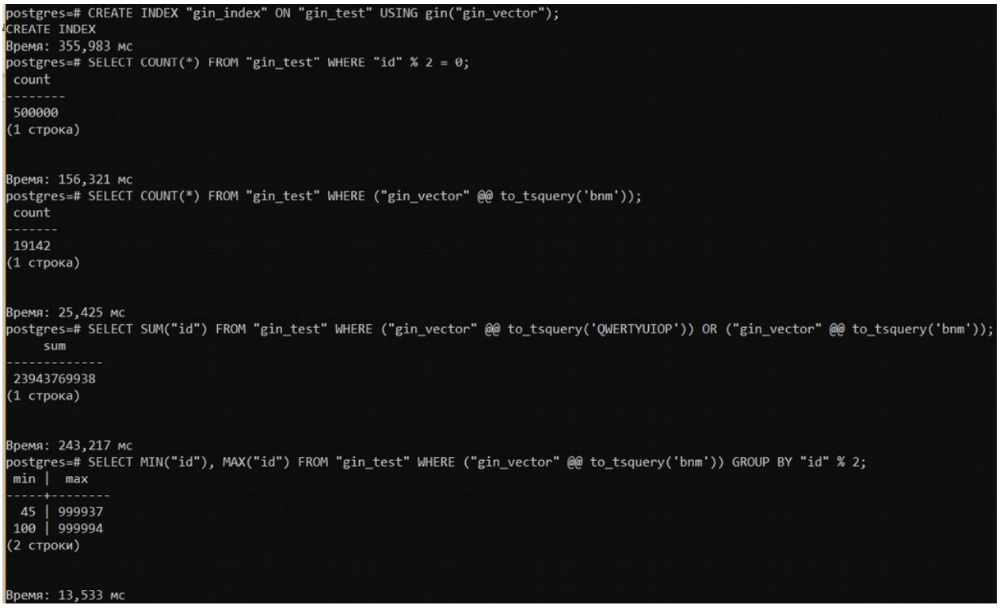 postgres=# CREATE INDEX "gin_index" ON "gin_test" USING gin("gin_vector");
CREATE INDEX
Время: 355,983 мс
postgres=# SELECT COUNT(*) FROM "gin_test" WHERE "id" % 2 = 0;
 count
--------
 500000
(1 строка)


Время: 156,321 мс
postgres=# SELECT COUNT(*) FROM "gin_test" WHERE ("gin_vector" @@ to_tsquery('bnm'));
 count
-------
 19142
(1 строка)


Время: 25,425 мс
postgres=# SELECT SUM("id") FROM "gin_test" WHERE ("gin_vector" @@ to_tsquery('QWERTYUIOP')) OR ("gin_vector" @@ to_tsquery('bnm'));
     sum
-------------
 23943769938
(1 строка)


Время: 243,217 мс
postgres=# SELECT MIN("id"), MAX("id") FROM "gin_test" WHERE ("gin_vector" @@ to_tsquery('bnm')) GROUP BY "id" % 2;
 min |  max
-----+--------
  45 | 999937
 100 | 999994
(2 строки)


Время: 13,533 мс